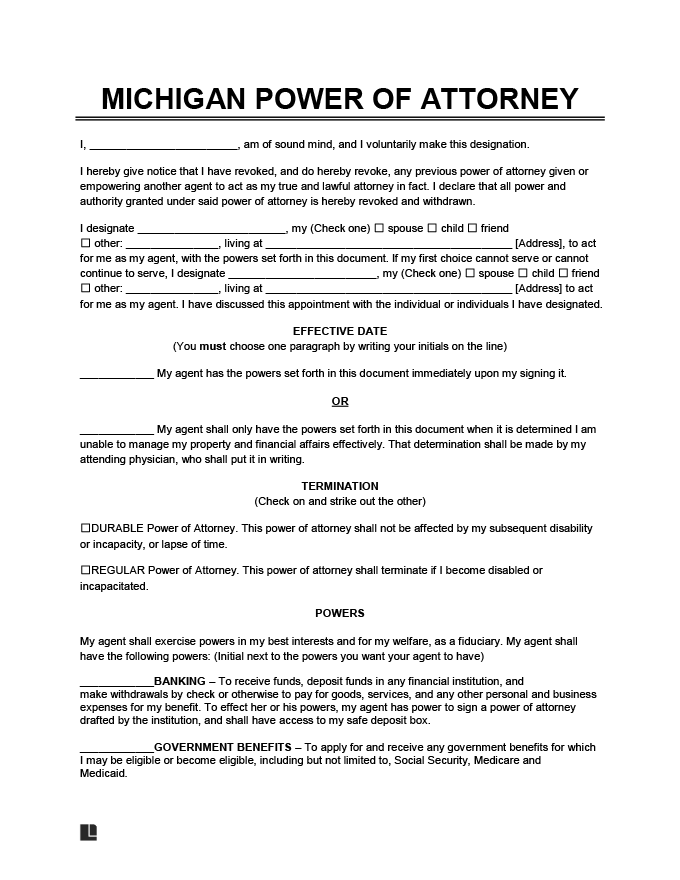 MICHIGAN POWER OF ATTORNEY
I, ________________________, am of sound mind, and I voluntarily make this designation.
I hereby give notice that I have revoked, and do hereby revoke, any previous power of attorney given or
empowering another agent to act as my true and lawful attorney in fact. I declare that all power and
authority granted under said power of attorney is hereby revoked and withdrawn.
I designate ________________________, my (Check one) ☐ spouse ☐ child ☐ friend
☐ other: _______________, living at ________________________________________ [Address], to act
for me as my agent, with the powers set forth in this document. If my first choice cannot serve or cannot
continue to serve, I designate ________________________, my (Check one) ☐ spouse ☐ child ☐ friend
☐ other: _______________, living at ________________________________________ [Address] to act
for me as my agent. I have discussed this appointment with the individual or individuals I have designated.
EFFECTIVE DATE
(You must choose one paragraph by writing your initials on the line)
____________ My agent has the powers set forth in this document immediately upon my signing it.
OR
____________ My agent shall only have the powers set forth in this document when it is determined I am
unable to manage my property and financial affairs effectively. That determination shall be made by my
attending physician, who shall put it in writing.
TERMINATION
(Check on and strike out the other)
☐DURABLE Power of Attorney. This power of attorney shall not be affected by my subsequent disability
or incapacity, or lapse of time.
☐REGULAR Power of Attorney. This power of attorney shall terminate if I become disabled or
incapacitated.
POWERS
My agent shall exercise powers in my best interests and for my welfare, as a fiduciary. My agent shall
have the following powers: (Initial next to the powers you want your agent to have)
____________BANKING – To receive funds, deposit funds in any financial institution, and
make withdrawals by check or otherwise to pay for goods, services, and any other personal and business
expenses for my benefit. To effect her or his powers, my agent has power to sign a power of attorney
drafted by the institution, and shall have access to my safe deposit box.
____________GOVERNMENT BENEFITS – To apply for and receive any government benefits for which
I may be eligible or become eligible, including but not limited to, Social Security, Medicare and
Medicaid.